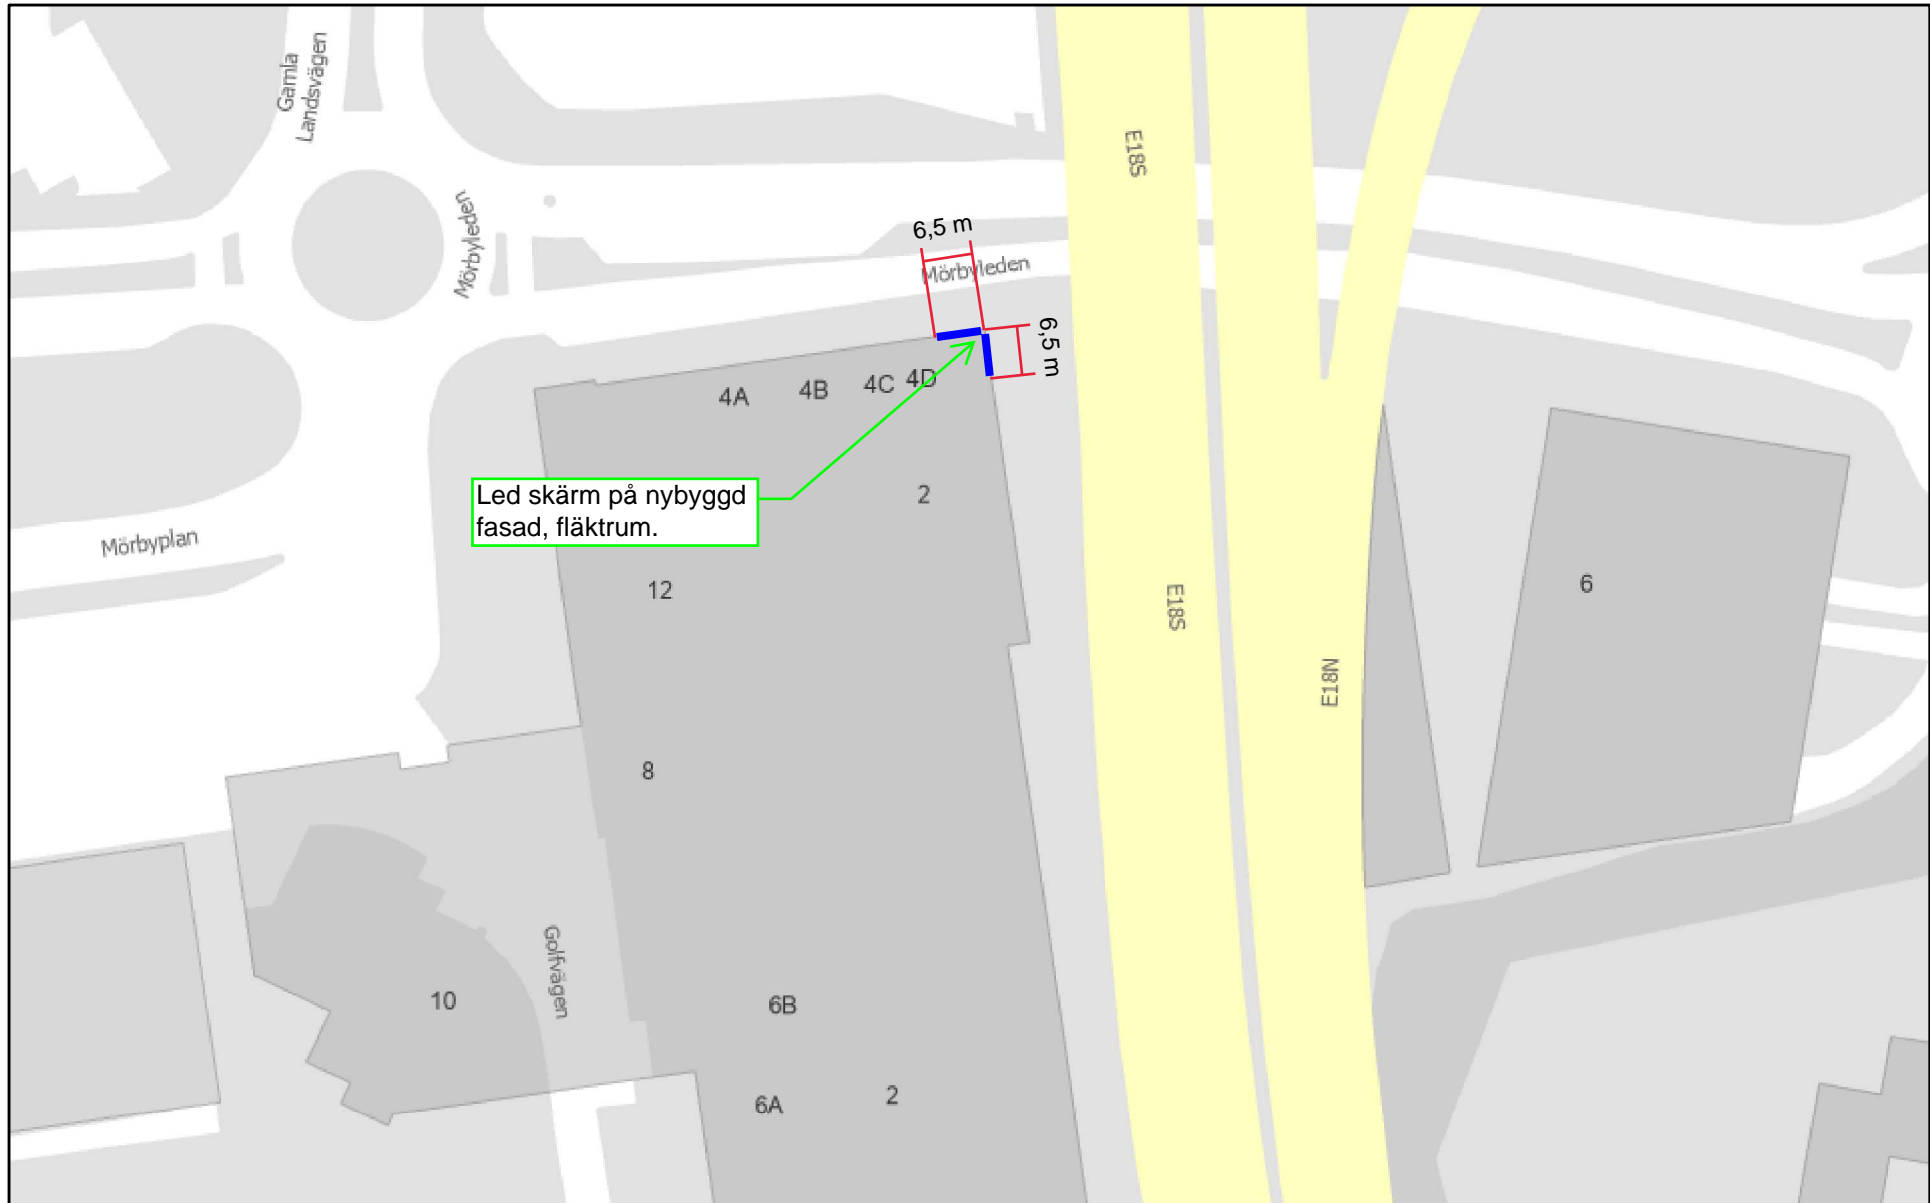 Gamla
Landsvägen
E18S
Mörbyleden
6,5 m
Mörbyleden
6,5 m
4A
4B
4C
4D
Led skärm på nybyggd
fasad, fläktrum.
2
Mörbyplan
12
6
E18S
E18N
8
Golfvägen
10
6B
6A
2